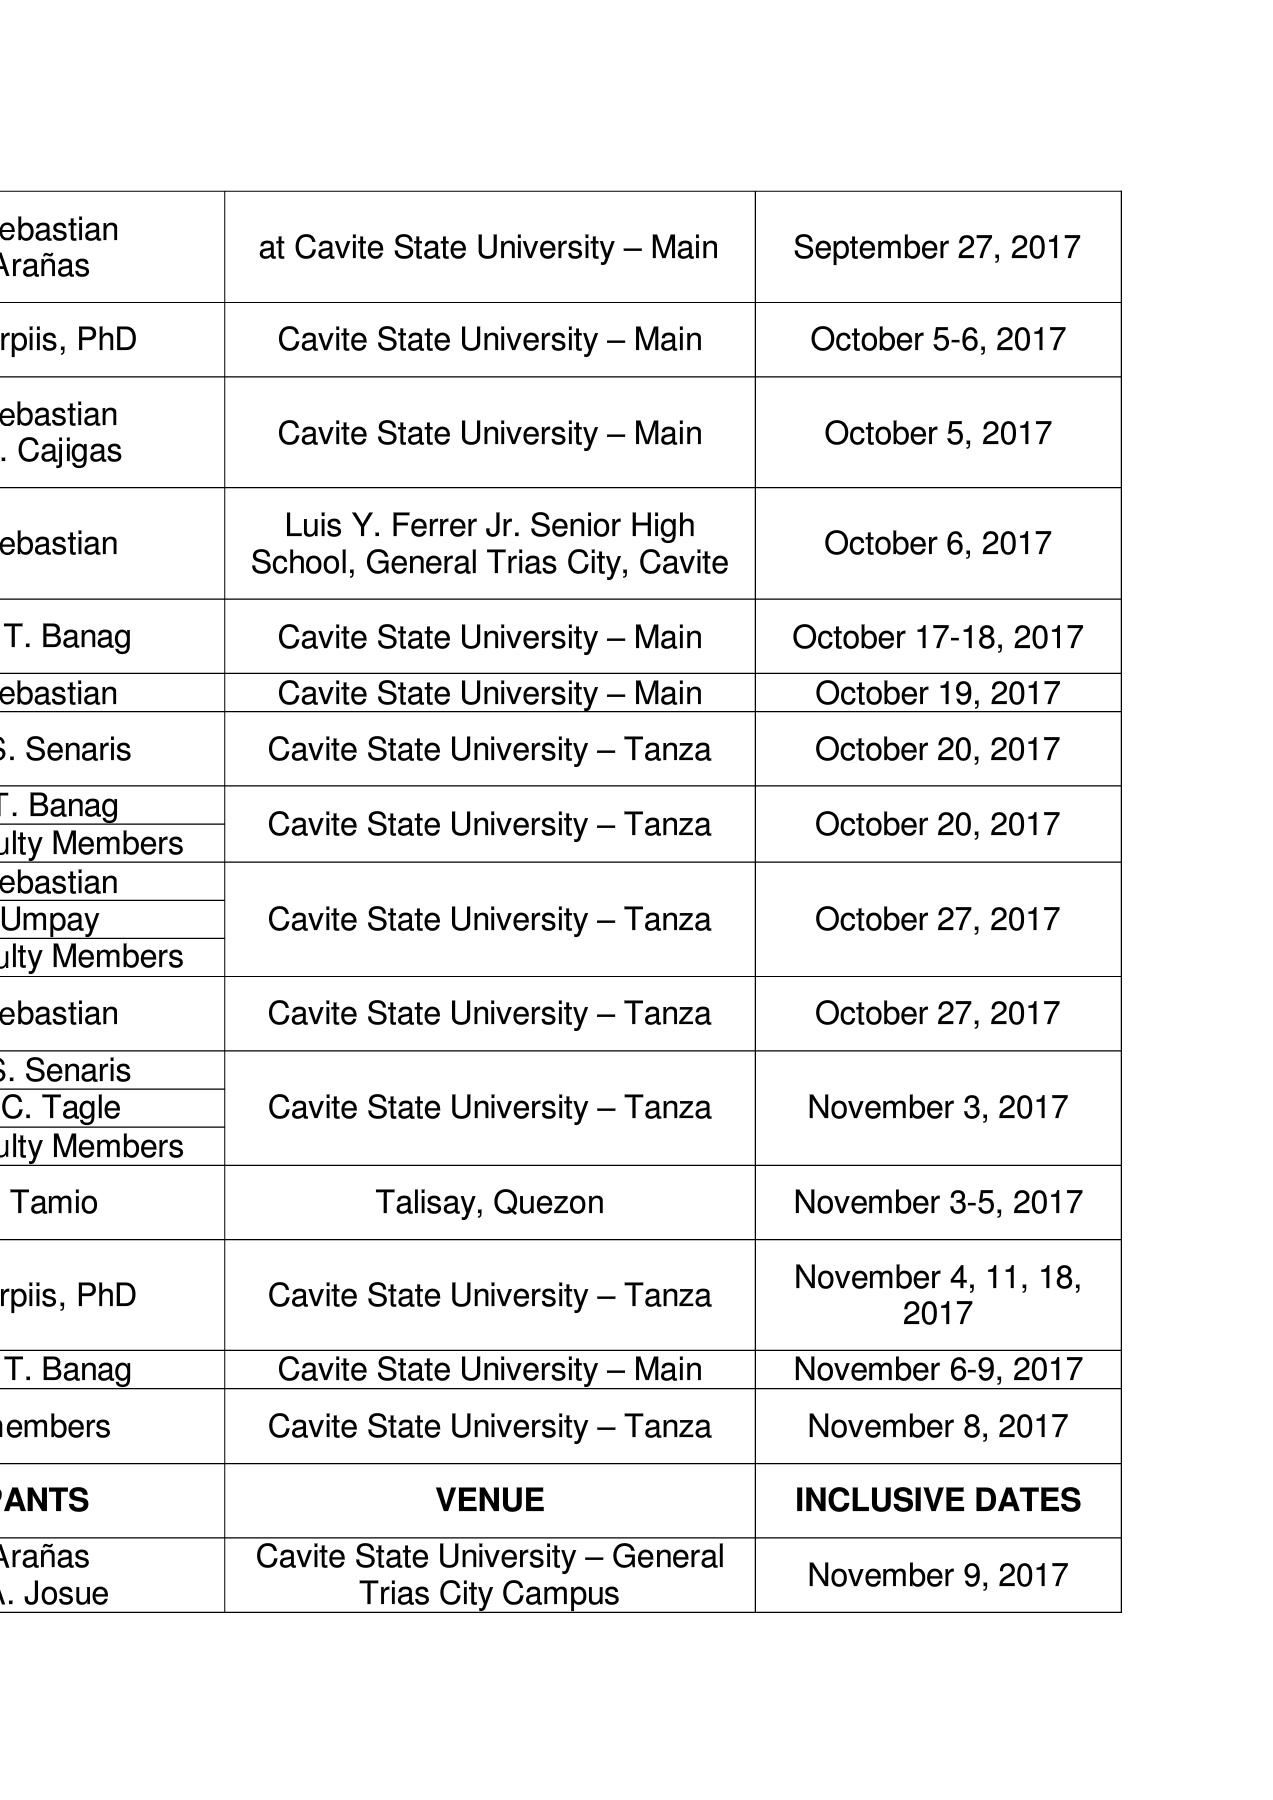 ebastian
Arañas
at Cavite State University – Main
September 27, 2017
rpiis, PhD
Cavite State University – Main
October 5-6, 2017
ebastian
. Cajigas
Cavite State University – Main
October 5, 2017
ebastian
Luis Y. Ferrer Jr. Senior High
School, General Trias City, Cavite
October 6, 2017
T. Banag
Cavite State University – Main
October 17-18, 2017
ebastian
Cavite State University – Main
October 19, 2017
S. Senaris
Cavite State University – Tanza
October 20, 2017
T. Banag
ulty Members
Cavite State University – Tanza
October 20, 2017
ebastian
Umpay
ulty Members
Cavite State University – Tanza
October 27, 2017
ebastian
Cavite State University – Tanza
October 27, 2017
S. Senaris
C. Tagle
ulty Members
Cavite State University – Tanza
November 3, 2017
Tamio
Talisay, Quezon
November 3-5, 2017
rpiis, PhD
Cavite State University – Tanza
November 4, 11, 18,
2017
T. Banag
Cavite State University – Main
November 6-9, 2017
members
Cavite State University – Tanza
November 8, 2017
PANTS
VENUE
INCLUSIVE DATES
Arañas
A. Josue
Cavite State University – General
Trias City Campus
November 9, 2017